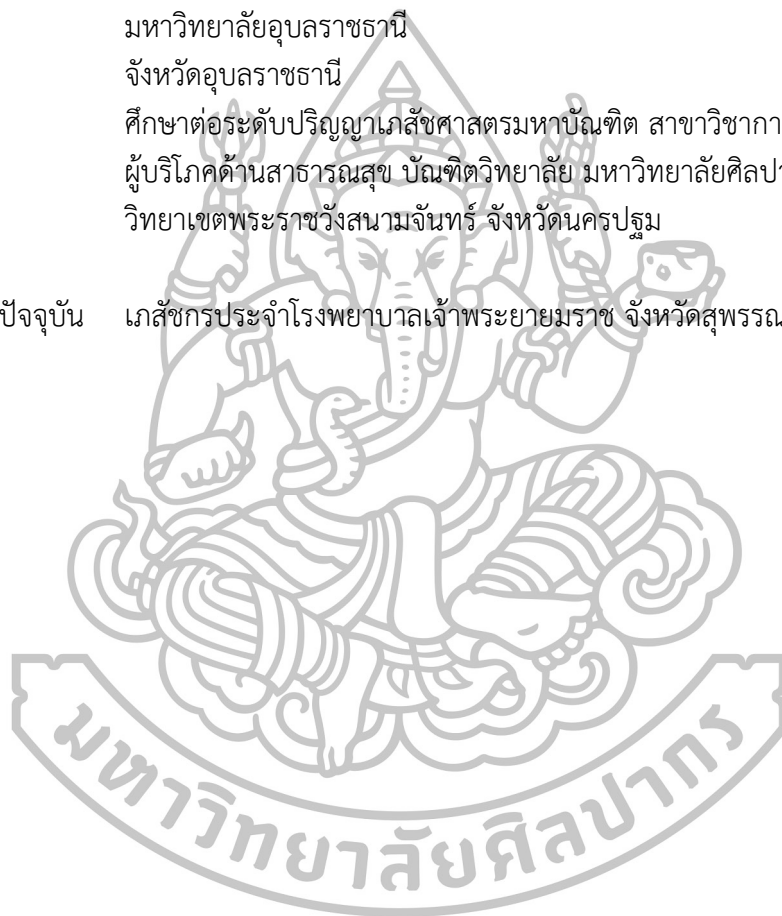 มหาวิทยาลัยอุบลราชธานี
จังหวัดอุบลราชธานี
ศึกษาต่อระดับปริญญาเภสัชศาสตรมหาบัณฑิต สาขาวิชากา
ผู้บริโภคด้านสาธารณสุข บัณฑิตวิทยาลัย มหาวิทยาลัยศิลปา
วิทยาเขตพระราชวังสนามจันทร์ จังหวัดนครปฐม
ปัจจุบัน เภสัชกรประจำโรงพยาบาลเจ้าพระยายมราช จังหวัดสุพรรณ
มหาวิทยาลัยศิลปากร